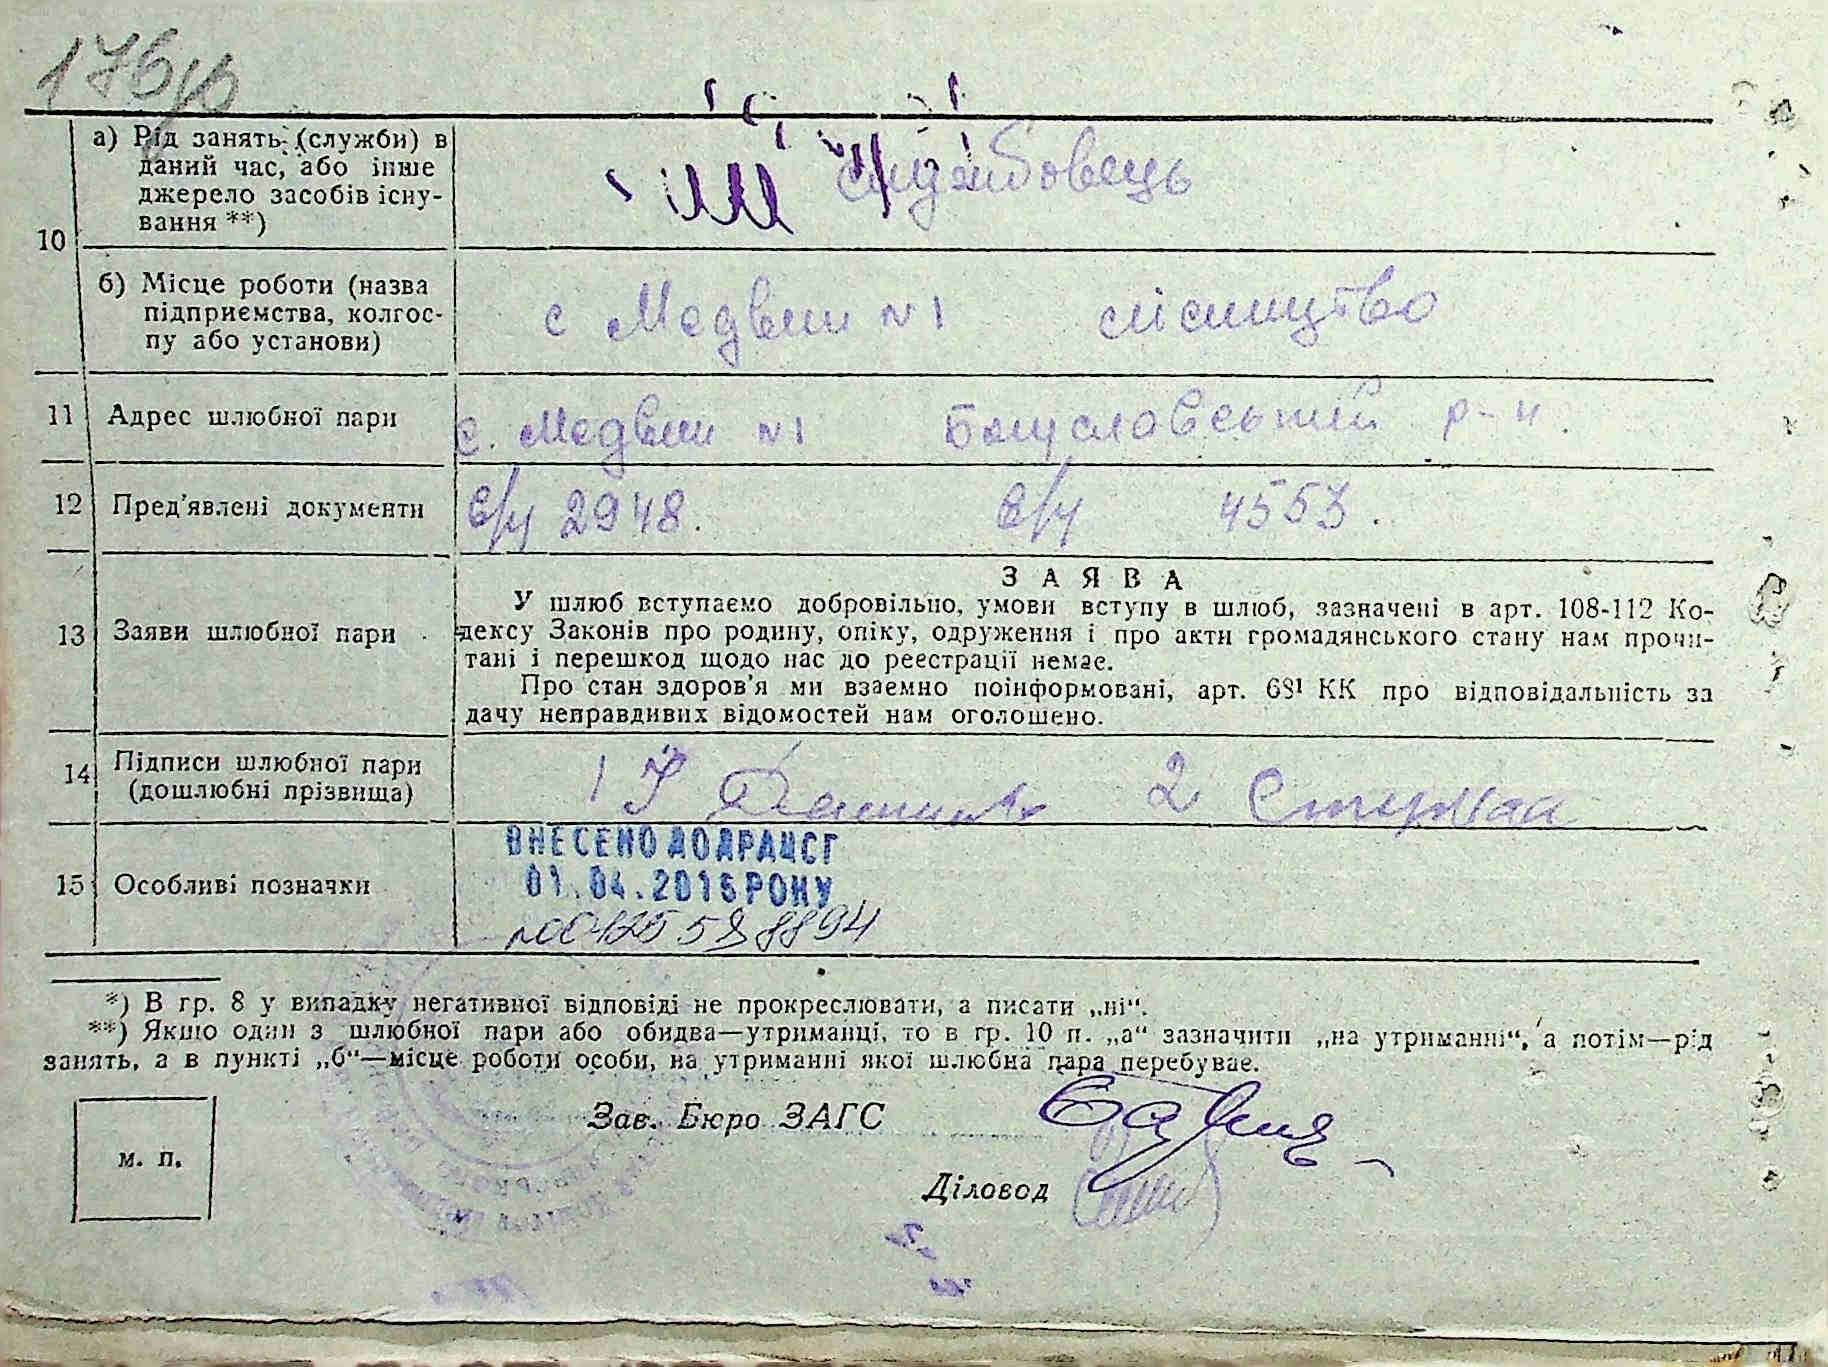 а) Рід занять (служби) в
даний час, або інше
джерело засобів існу-
вання **)
службовець
10
б) Місце роботи (назва
підприємства, колгос-
пу або установи)
с Медвин №1 лісництво
11 Адрес шлюбної пари
с. Медвин №1 Богуславський р-н.
12 Пред'явлені документи
2948. 4553.
ЗАЯВА
13 Заяви шлюбної пари
У шлюб вступаємо добровільно, умови вступу в шлюб, зазначені в арт. 108-112 Ко-
дексу Законів про родину, опіку, одруження і про акти громадянського стану нам прочи-
тані і перешкод щодо нас до реєстрації немає.
Про стан здоров'я ми взаємно поінформовані, арт. 68¹ КК про відповідальність за
дачу неправдивих відомостей нам оголошено.
14 Підписи шлюбної пари
(дошлюбні прізвища)
1 2
ВНЕСЕНО ДО ДРАЦСГ
01.04.2015 РОКУ
15 Особливі позначки
*) В гр. 8 у випадку негативної відповіді не прокреслювати, а писати „ні“.
**) Якшо один з шлюбної пари або обидва—утриманці, то в гр. 10 п. „а“ зазначити „на утриманні“, а потім—рід
занять, а в пункті „б“—місце роботи особи, на утриманні якої шлюбна пара перебуває.
Зав. Бюро ЗАГС
м. п.
Діловод